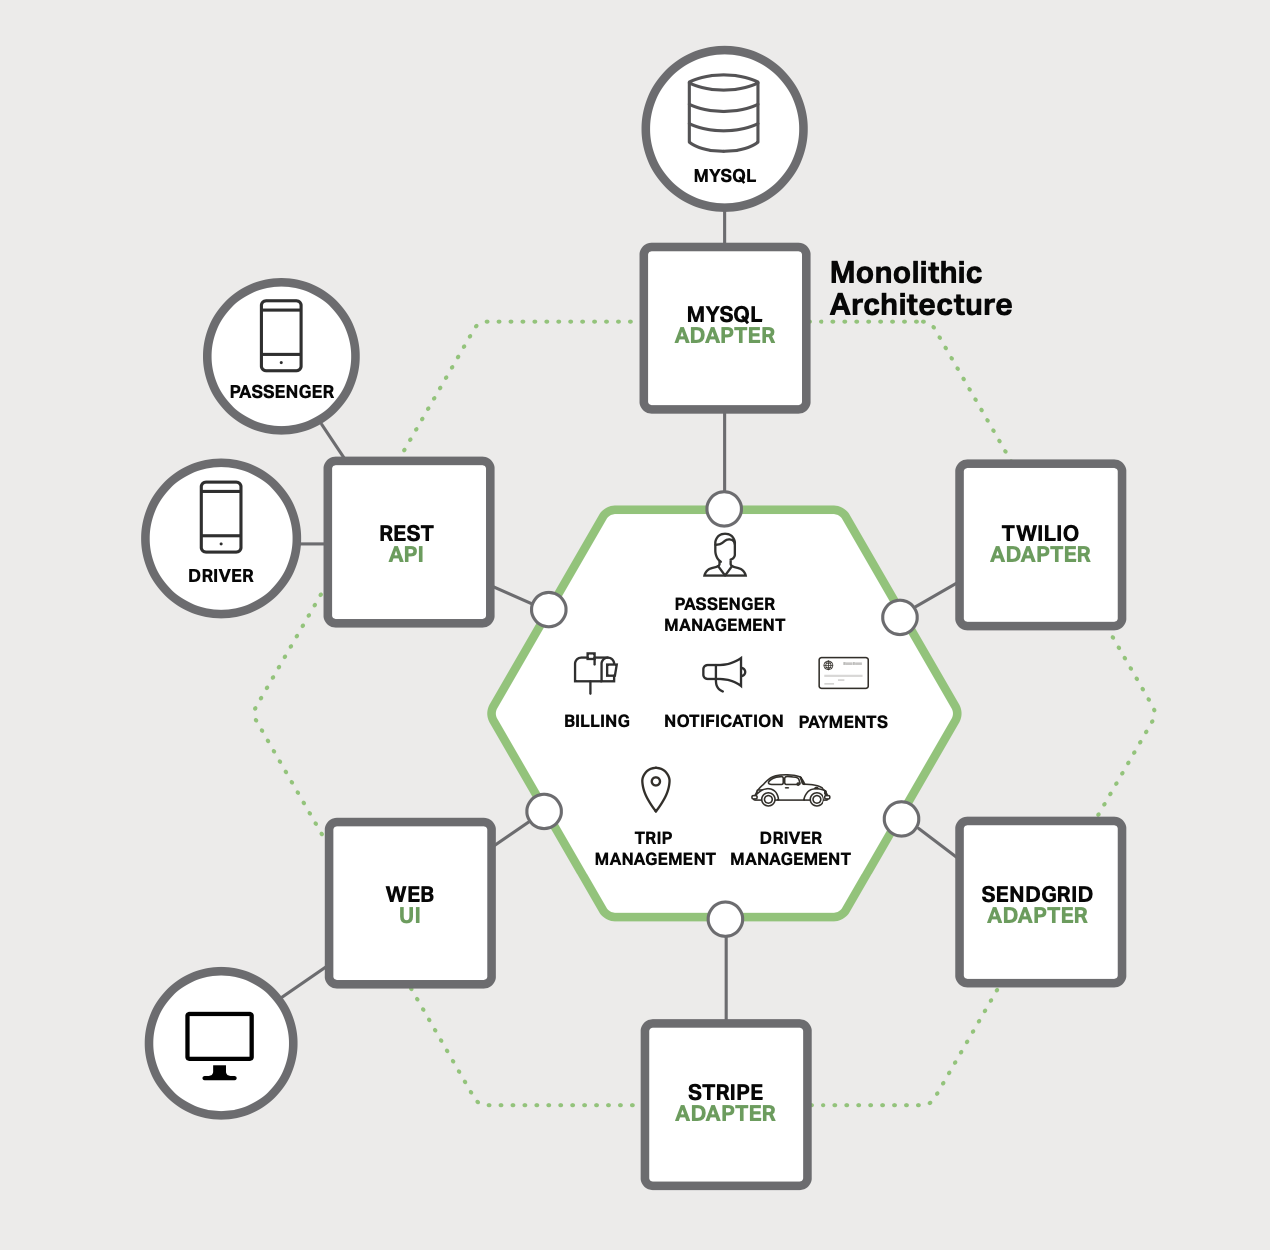 MYSQL
Monolithic
Architecture
MYSQL
ADAPTER
PASSENGER
DRIVER
REST
API
TWILIO
ADAPTER
PASSENGER
MANAGEMENT
BILLING
NOTIFICATION
PAYMENTS
TRIP
MANAGEMENT
DRIVER
MANAGEMENT
WEB
UI
SENDGRID
ADAPTER
STRIPE
ADAPTER